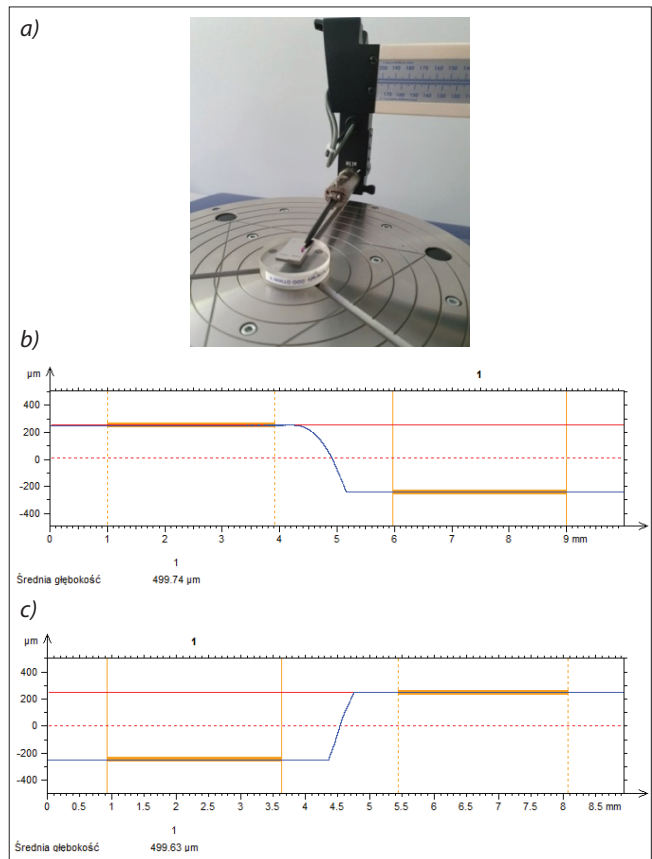 a)
b)
1
µm
400
200
0
-200
-400
0 1 2 3 4 5 6 7 8 9 mm
1
Średnia głębokość 499.74 µm
c)
1
µm
400
200
0
-200
-400
0 0.5 1 1.5 2 2.5 3 3.5 4 4.5 5 5.5 6 6.5 7 7.5 8 8.5 mm
1
Średnia głębokość 499.63 µm